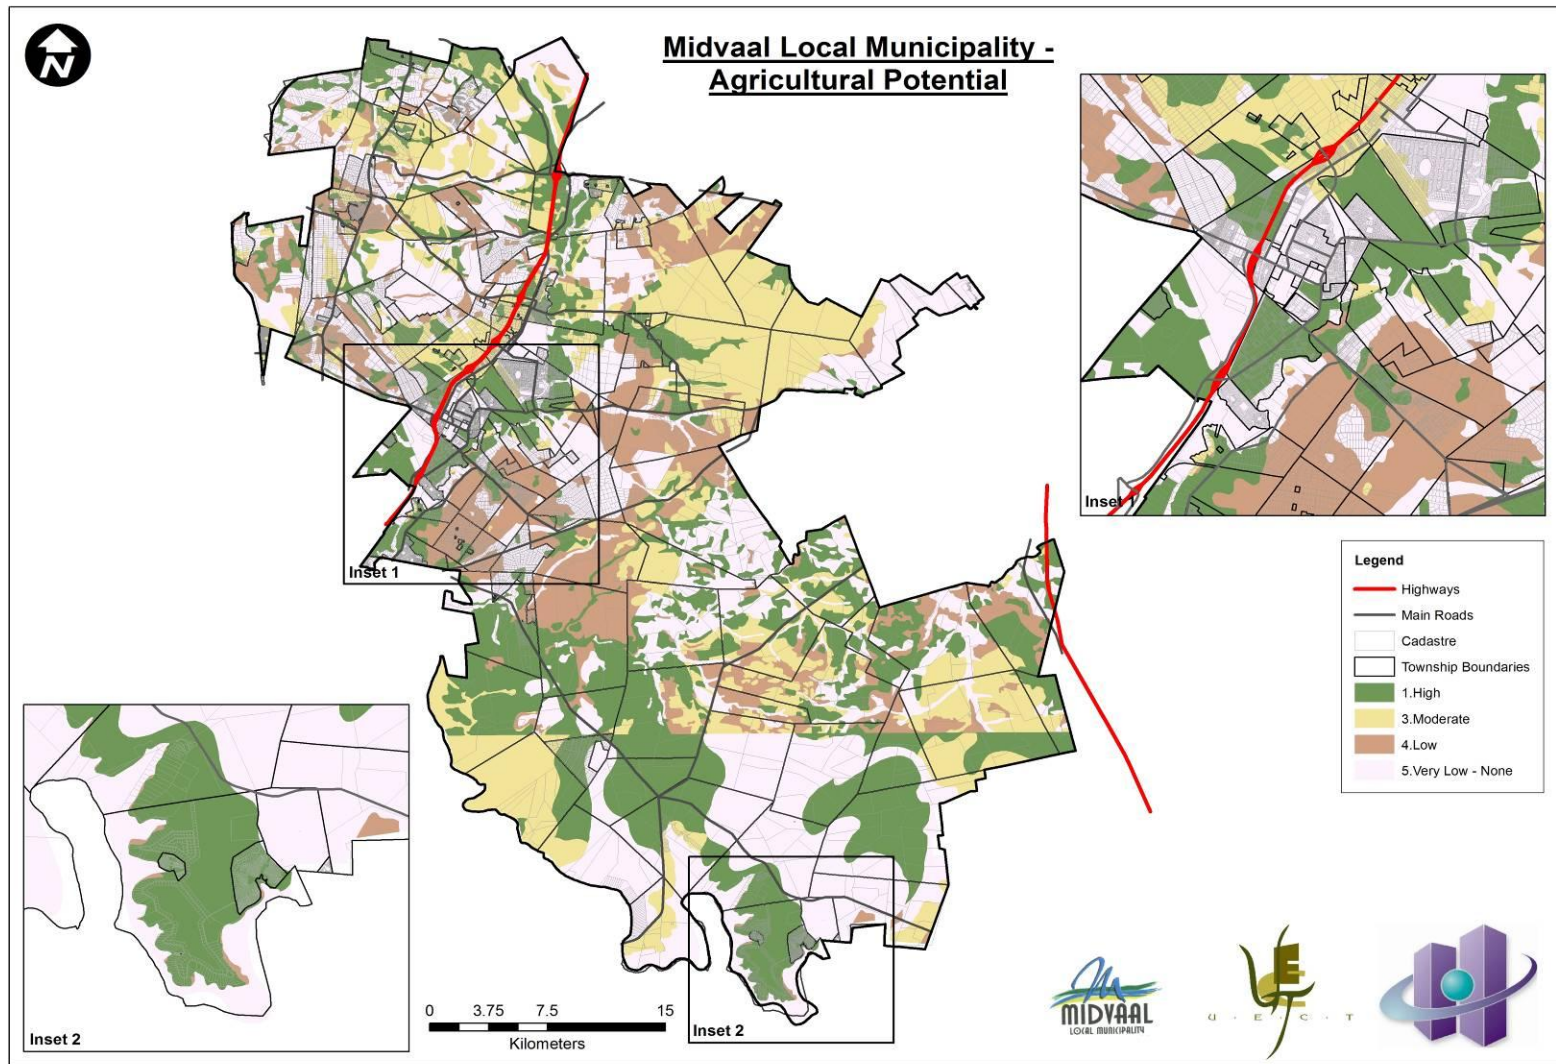 N
Midvaal Local Municipality -
Agricultural Potential
Inset 1
Inset 1
Legend
Highways
Main Roads
Cadastre
Township Boundaries
1.High
3.Moderate
4.Low
5.Very Low - None
Inset 2
0 3.75 7.5 15
Kilometers
Inset 2
MIDVAAL
LOCAL MUNICIPALITY
U · E · C · T